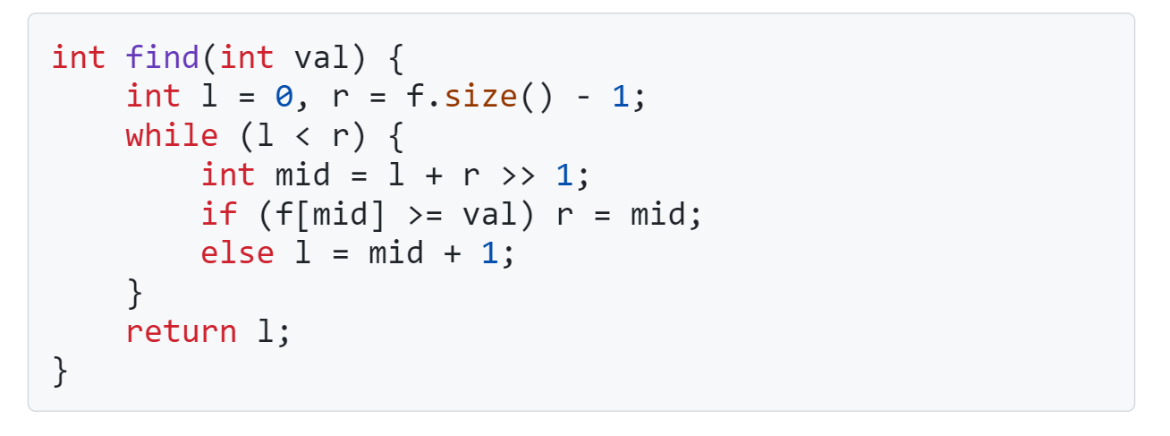 int find(int val) {
    int l = 0, r = f.size() - 1;
    while (l < r) {
        int mid = l + r >> 1;
        if (f[mid] >= val) r = mid;
        else l = mid + 1;
    }
    return l;
}